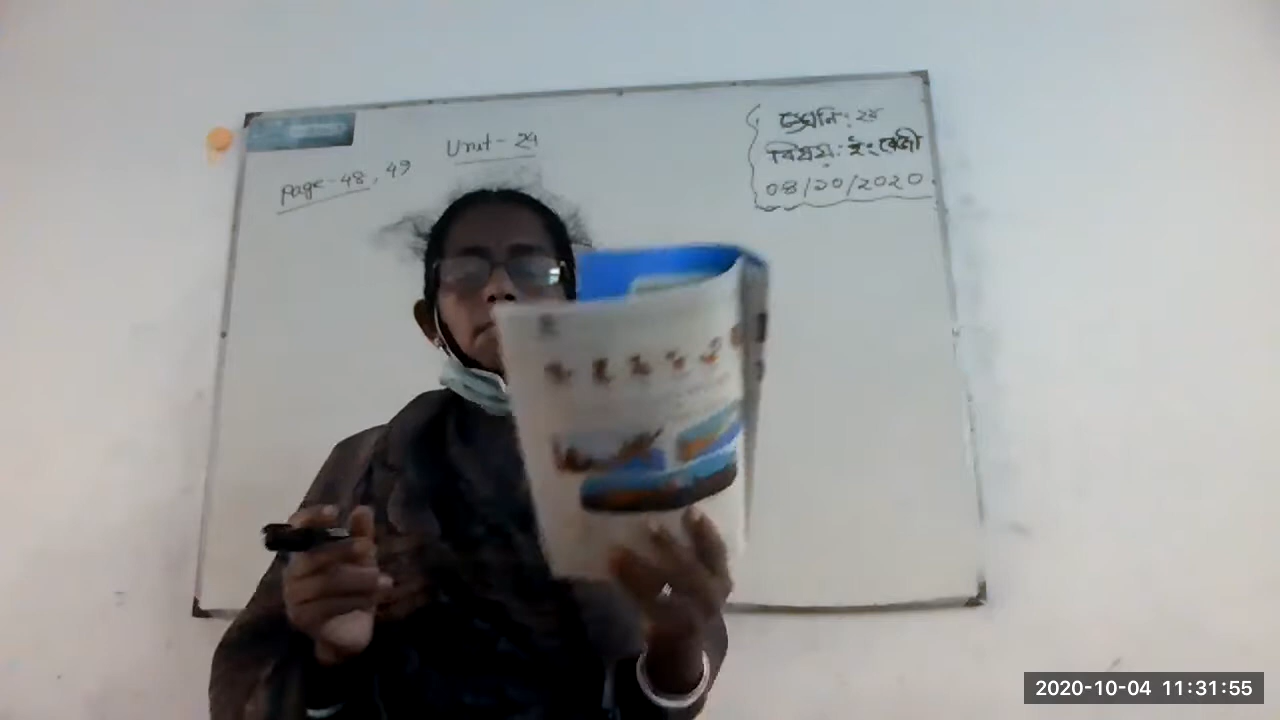 Unit - 24
Page - 48, 49
শ্রেনি : ২য়
বিষয় : ইংরেজী
04/10/2020
2020-10-04 11:31:55